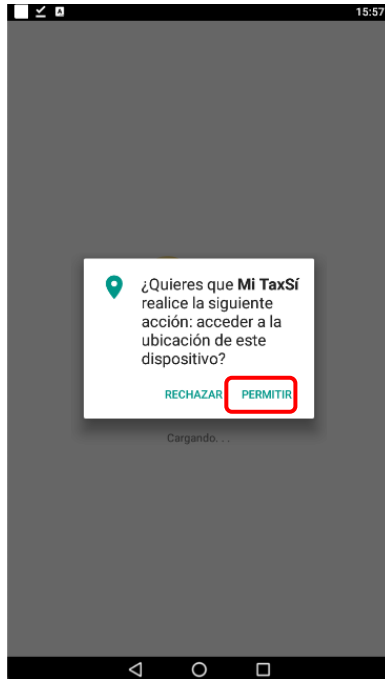 15:57
¿Quieres que Mi TaxSí
realice la siguiente
acción: acceder a la
ubicación de este
dispositivo?
RECHAZAR PERMITIR
Cargando. . .